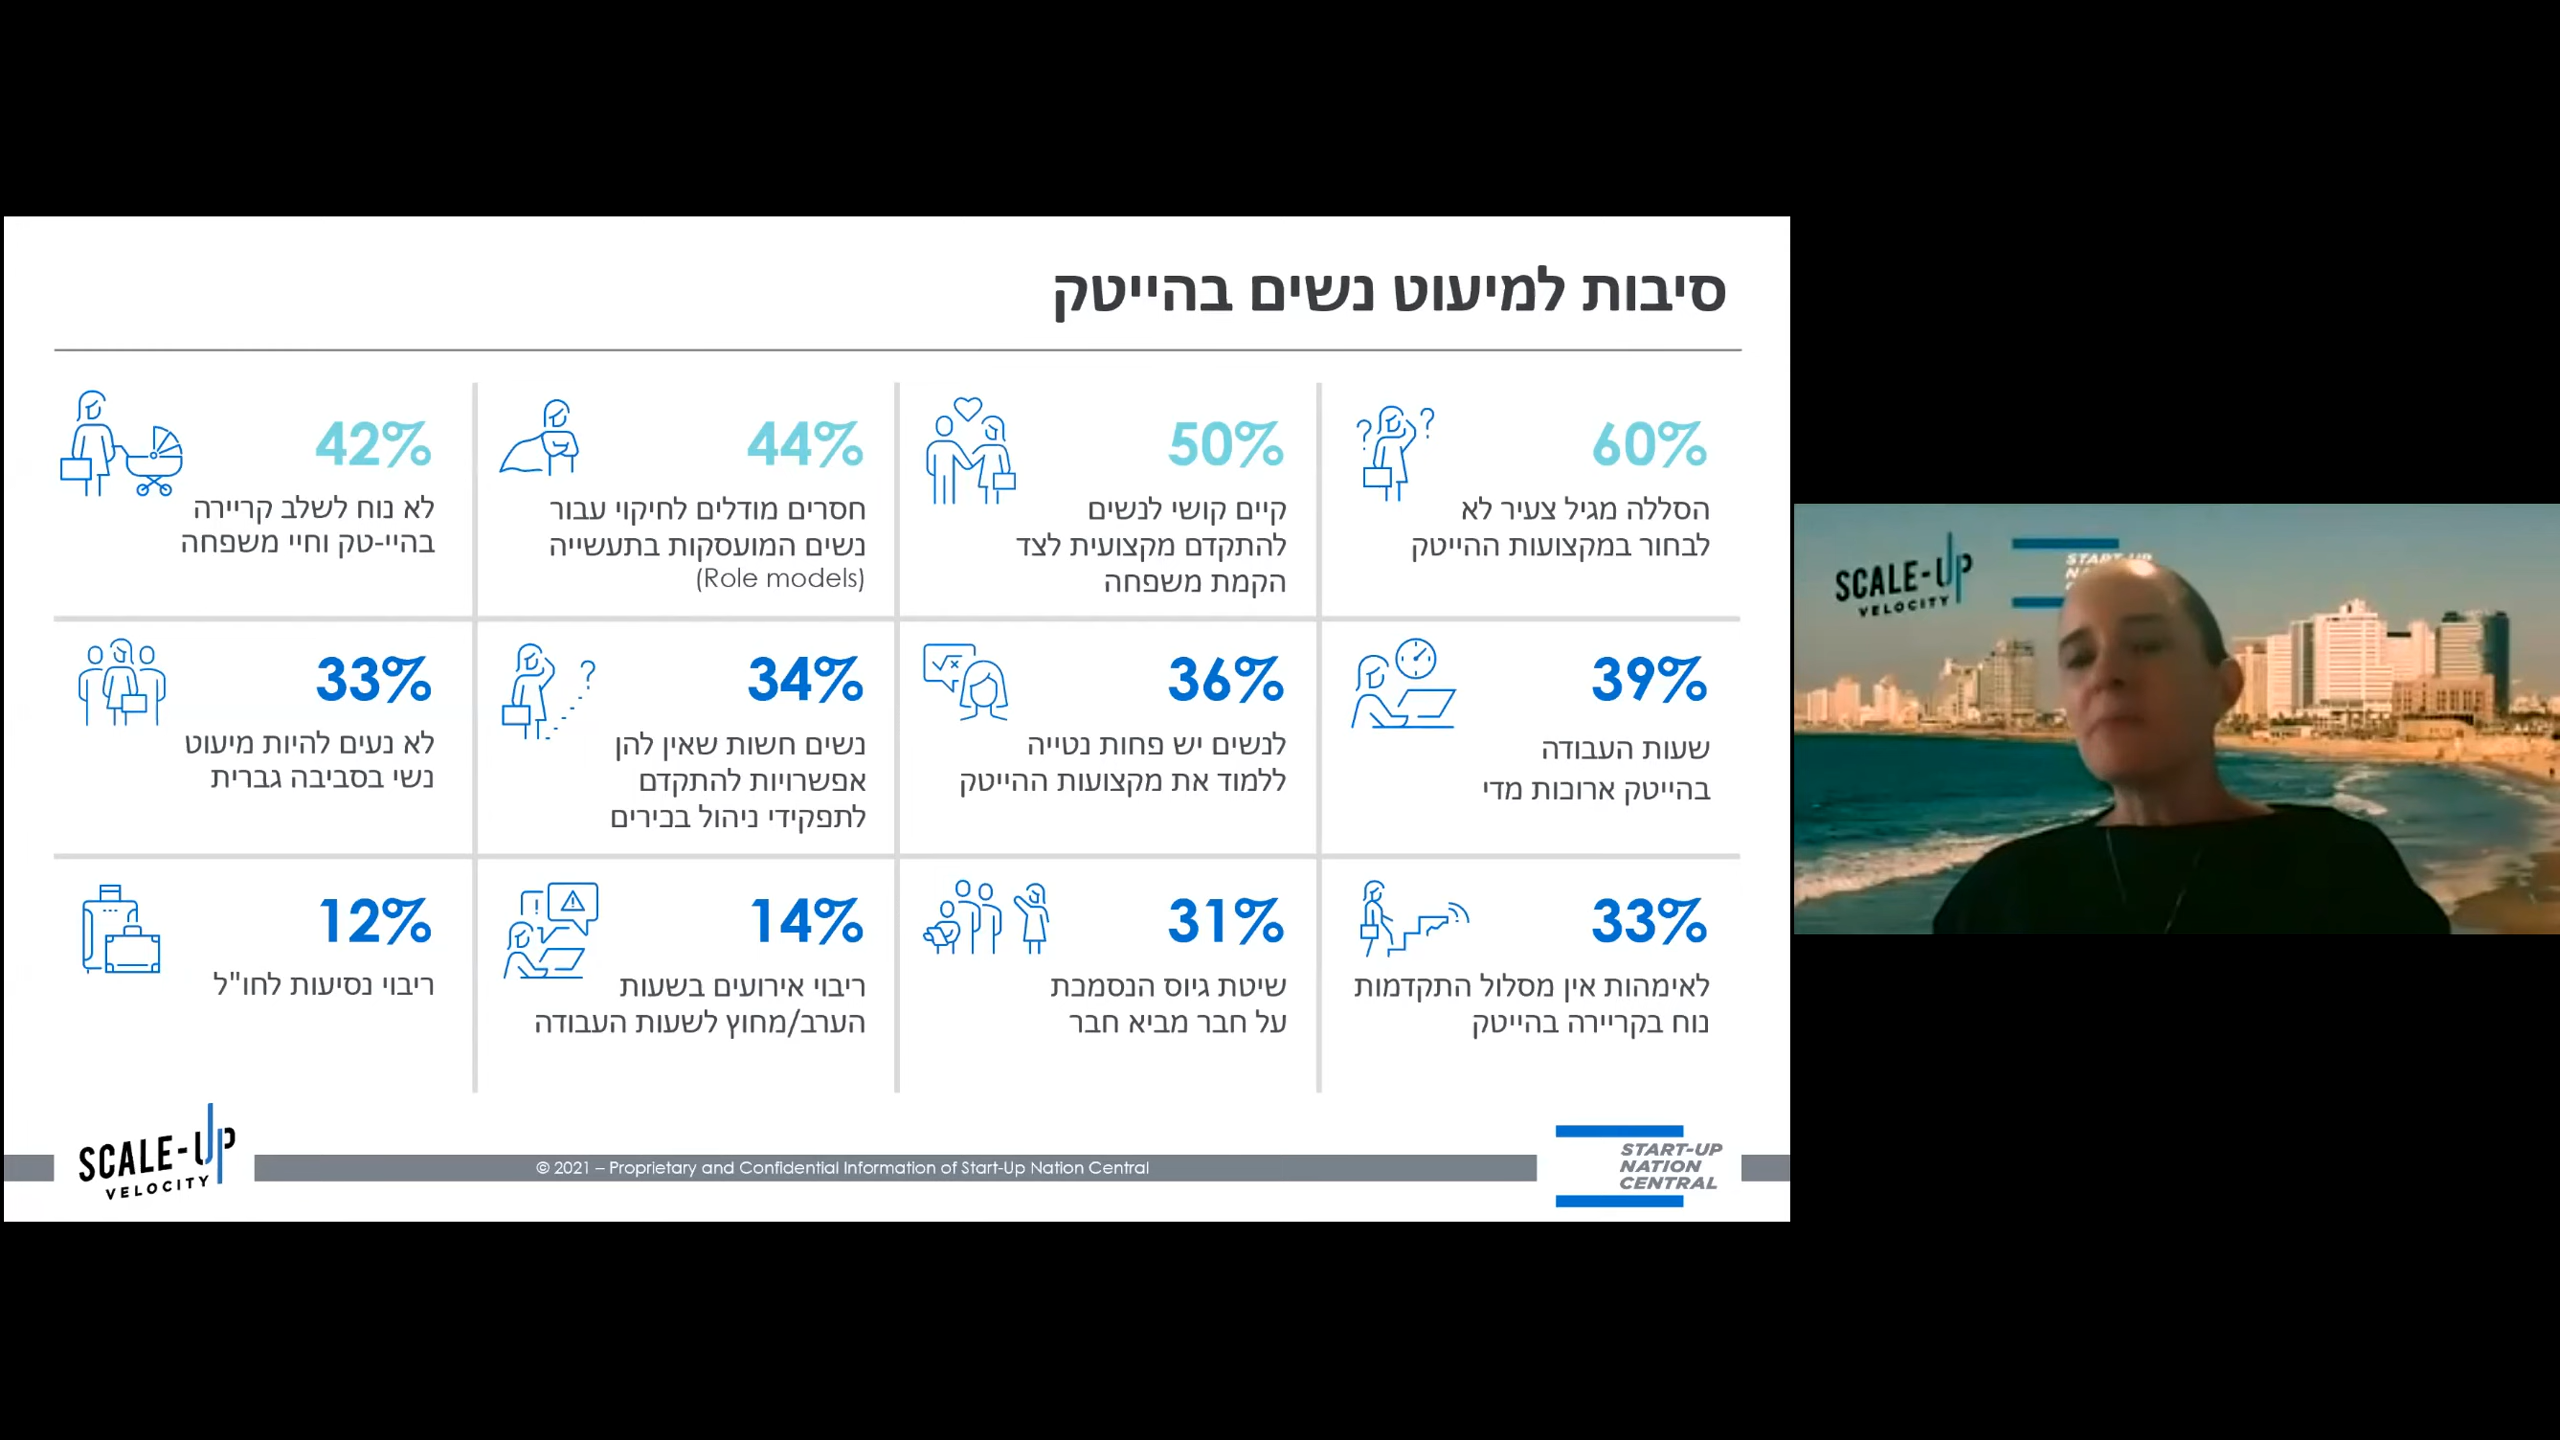 סיבות למיעוט נשים בהייטק
60%
הסללה מגיל צעיר לא
לבחור במקצועות ההייטק
50%
קיים קושי לנשים
להתקדם מקצועית לצד
הקמת משפחה
44%
חסרים מודלים לחיקוי עבור
נשים המועסקות בתעשייה
(Role models)
42%
לא נוח לשלב קריירה
בהיי-טק וחיי משפחה
39%
שעות העבודה
בהייטק ארוכות מדי
36%
לנשים יש פחות נטייה
ללמוד את מקצועות ההייטק
34%
נשים חשות שאין להן
אפשרויות להתקדם
לתפקידי ניהול בכירים
33%
לא נעים להיות מיעוט
נשי בסביבה גברית
33%
לאימהות אין מסלול התקדמות
נוח בקריירה בהייטק
31%
שיטת גיוס הנסמכת
על חבר מביא חבר
14%
ריבוי אירועים בשעות
הערב/מחוץ לשעות העבודה
12%
ריבוי נסיעות לחו"ל
SCALE-UP
VELOCITY
© 2021 – Proprietary and Confidential Information of Start-Up Nation Central
START-UP
NATION
CENTRAL
SCALE-UP
VELOCITY
START-UP